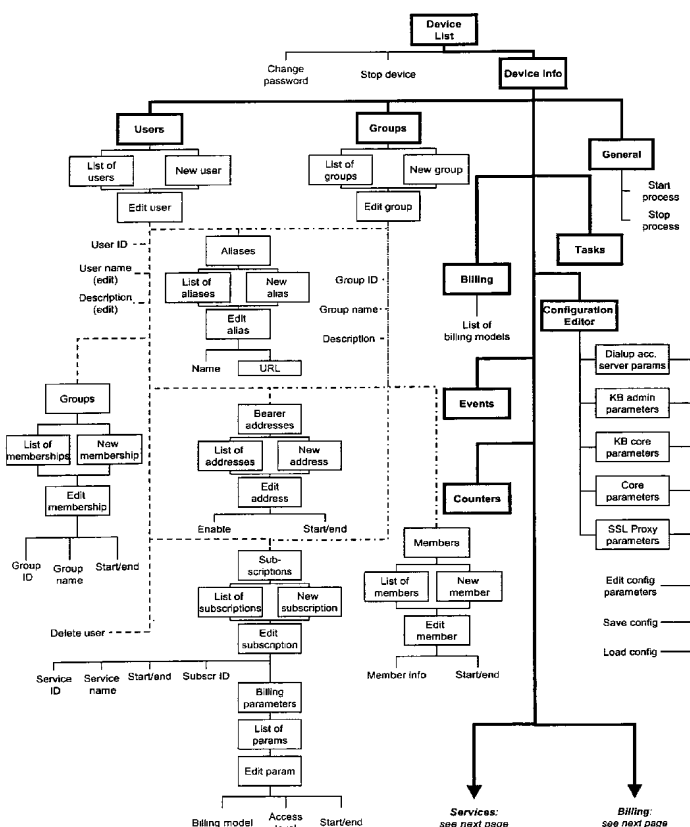 Device
List
Change
password
Stop device
Device Info
Users
Groups
General
List of
users
New user
List of
groups
New group
Start
process
Stop
process
Edit user
Edit group
Tasks
User ID
Aliases
User name
(edit)
Description
(edit)
List of
aliases
New
alias
Group ID
Group name
Description
Billing
List of
billing models
Configuration
Editor
Edit
alias
Name
URL
Dialup acc.
server params
Groups
Bearer
addresses
Events
KB admin
parameters
List of
memberships
New
membership
List of
addresses
New
address
KB core
parameters
Edit
membership
Edit
address
Counters
Core
parameters
Enable
Start/end
SSL Proxy
parameters
Group
ID
Group
name
Start/end
Sub-
scriptions
Members
List of
subscriptions
New
subscription
List of
members
New
member
Edit config
parameters
Delete user
Edit
subscription
Edit
member
Save config
Load config
Service
ID
Service
name
Start/end
Subscr ID
Member info
Start/end
Billing
parameters
List of
params
Edit param
Billing model
Access
Start/end
Services:
see next page
Billing:
see next page